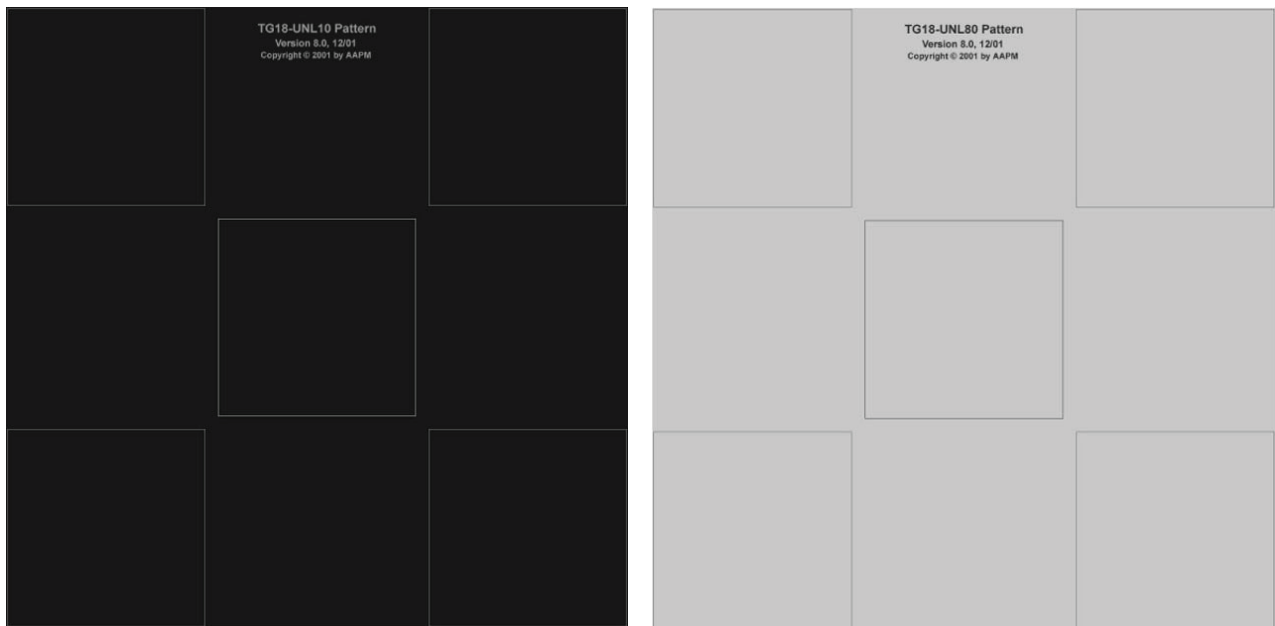 TG18-UNL10 Pattern
Version 8.0, 12/01
Copyright © 2001 by AAPM
TG18-UNL80 Pattern
Version 8.0, 12/01
Copyright © 2001 by AAPM